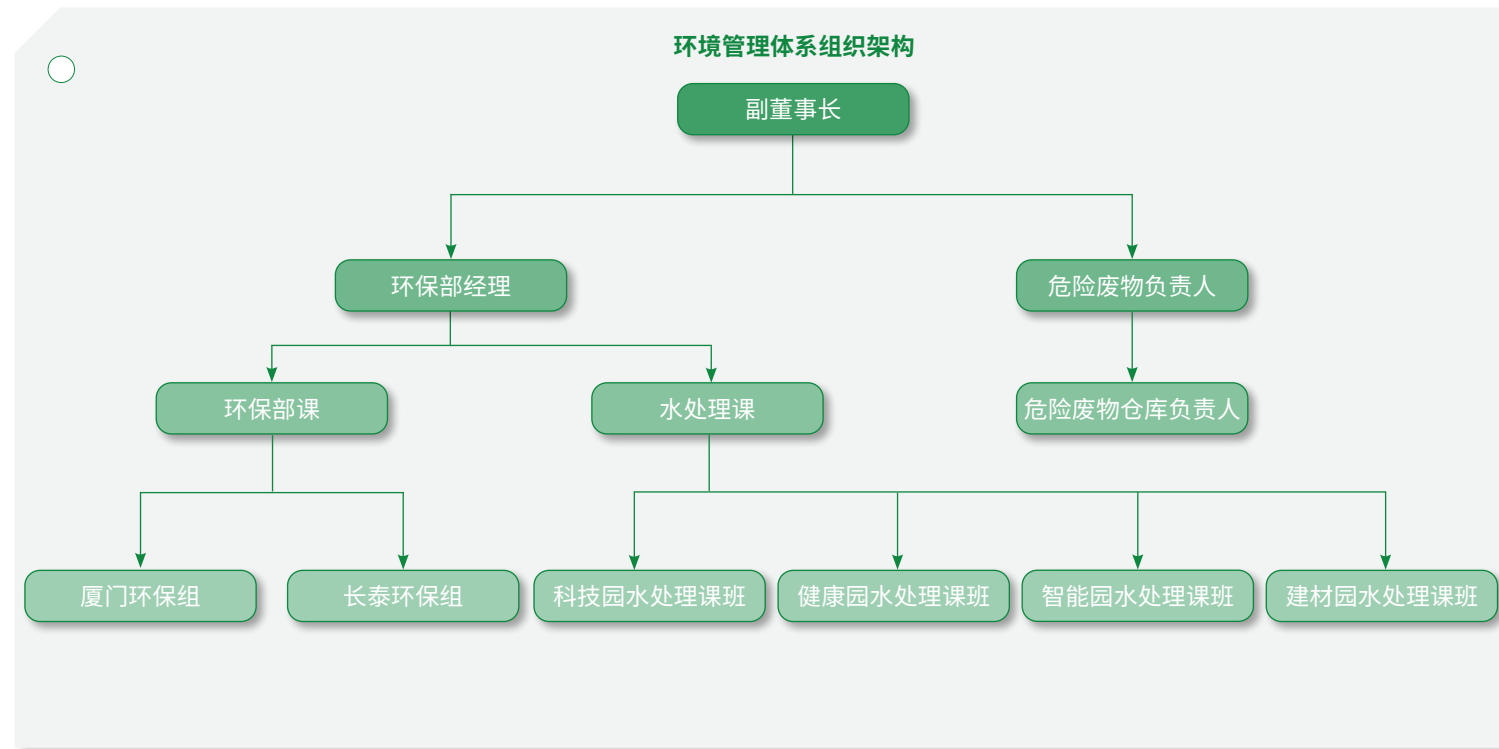 环境管理体系组织架构
副董事长
环保部经理
危险废物负责人
环保部课
水处理课
危险废物仓库负责人
厦门环保组
长泰环保组
科技园水处理课班
健康园水处理课班
智能园水处理课班
建材园水处理课班